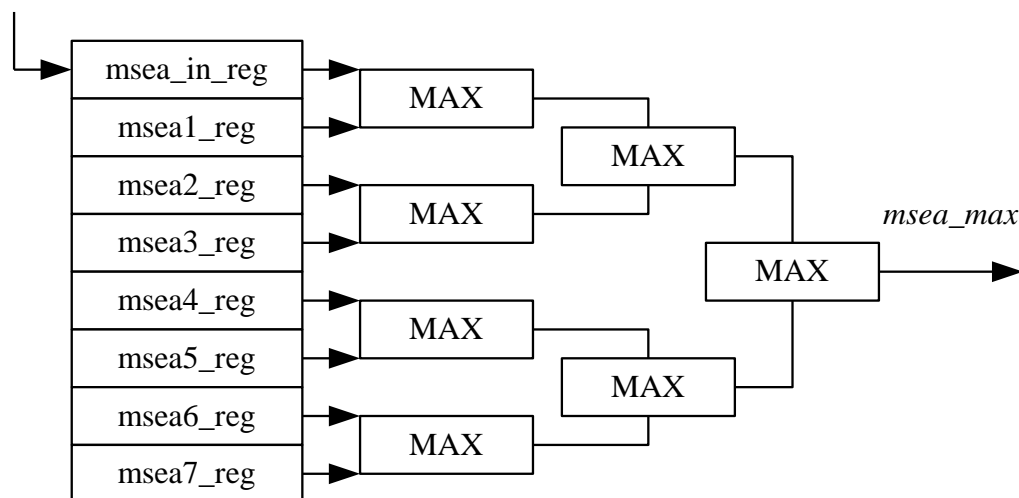 msea_in_reg
msea1_reg
msea2_reg
msea3_reg
msea4_reg
msea5_reg
msea6_reg
msea7_reg
MAX
MAX
MAX
MAX
MAX
MAX
MAX
msea_max